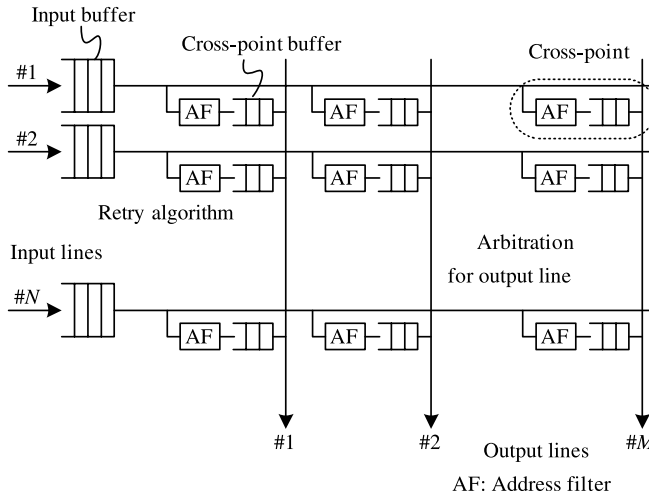 Input buffer
Cross-point buffer
Cross-point
#1
AF
AF
AF
#2
AF
AF
AF
Retry algorithm
Arbitration
for output line
Input lines
#N
AF
AF
AF
#1
#2
#M
Output lines
AF: Address filter